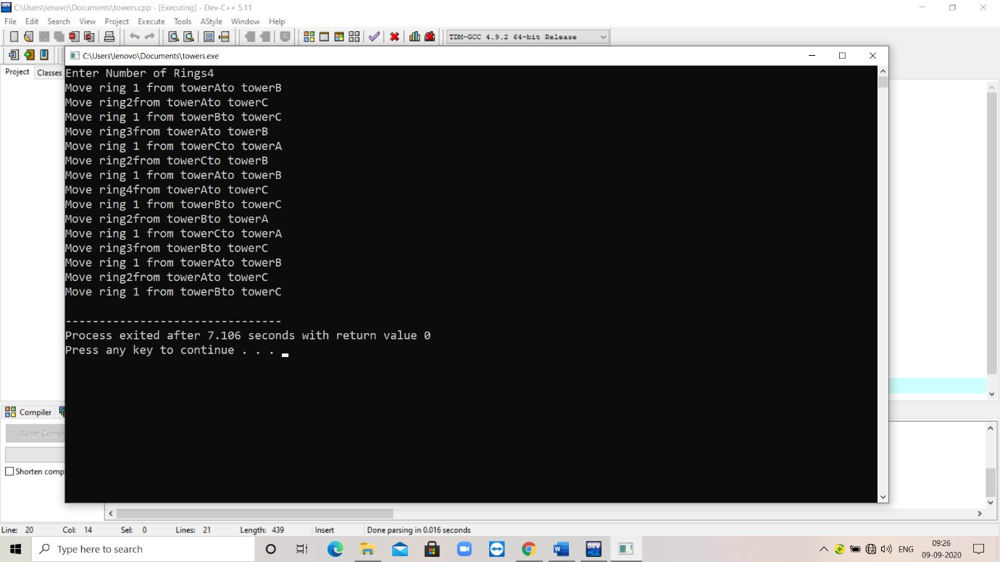 C:\Users\lenovo\Documents\towers.cpp - [Executing] - Dev-C++ 5.11
File Edit Search View Project Execute Tools AStyle Window Help
TDM-GCC 4.9.2 64-bit Release
C:\Users\lenovo\Documents\towers.exe
Project Classes
Enter Number of Rings4
Move ring 1 from towerAto towerB
Move ring2from towerAto towerC
Move ring 1 from towerBto towerC
Move ring3from towerAto towerB
Move ring 1 from towerCto towerA
Move ring2from towerCto towerB
Move ring 1 from towerAto towerB
Move ring4from towerAto towerC
Move ring 1 from towerBto towerC
Move ring2from towerBto towerA
Move ring 1 from towerCto towerA
Move ring3from towerBto towerC
Move ring 1 from towerAto towerB
Move ring2from towerAto towerC
Move ring 1 from towerBto towerC
--------------------------------
Process exited after 7.106 seconds with return value 0
Press any key to continue . . .
Compiler
Abort Comp
Shorten comp
Line: 20 Col: 14 Sel: 0 Lines: 21 Length: 439 Insert Done parsing in 0.016 seconds
Type here to search
DEV
ENG
09:26
09-09-2020